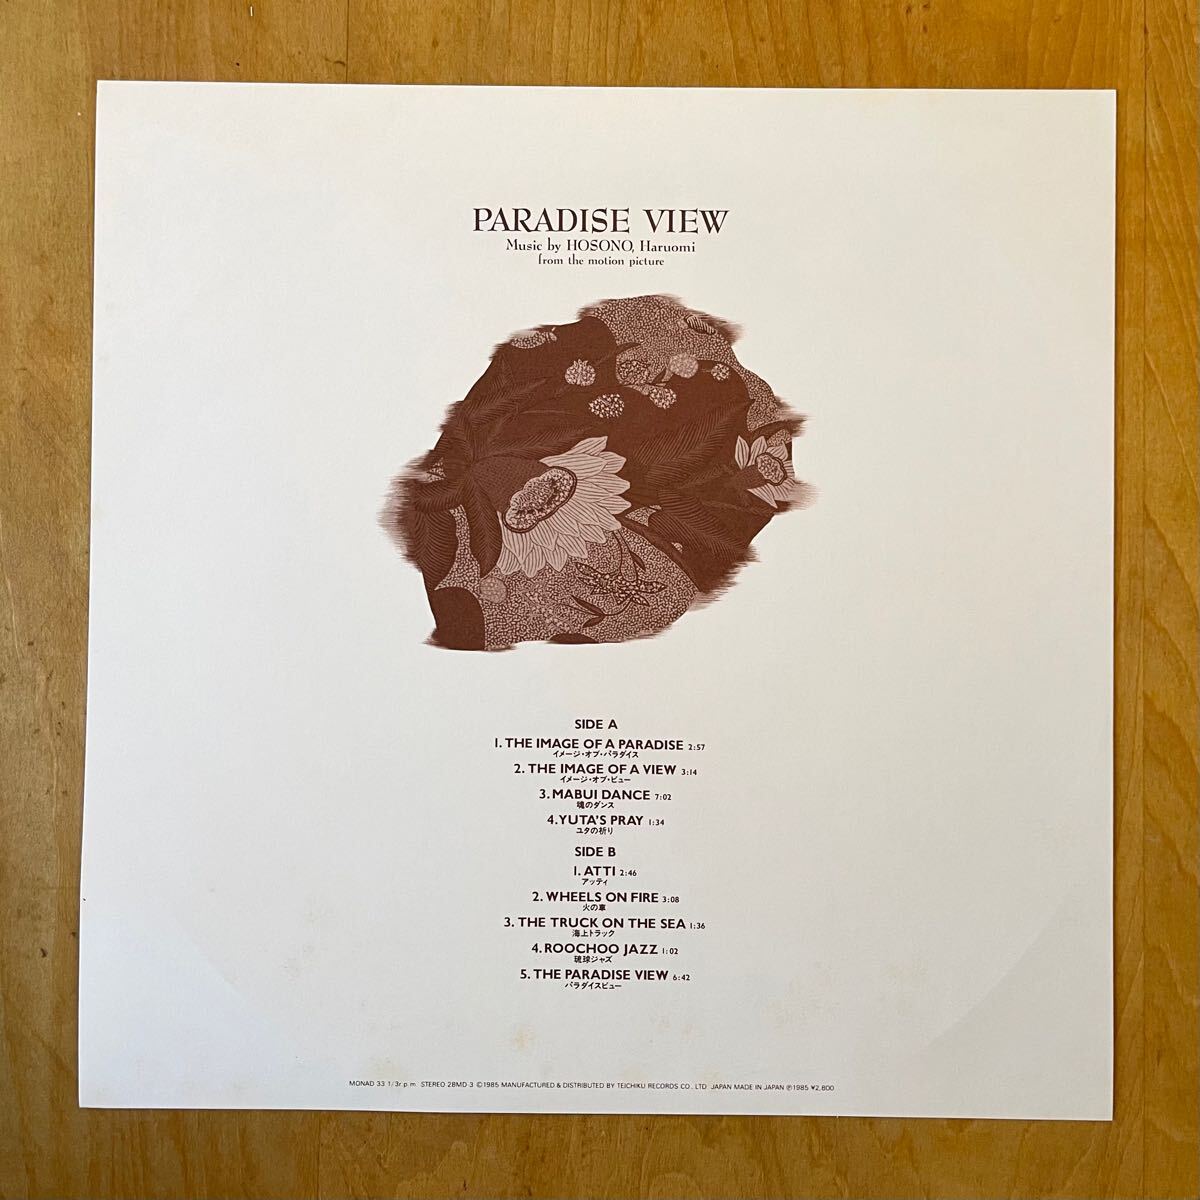 PARADISE VIEW
Music by HOSONO, Haruomi
from the motion picture
SIDE A
1. THE IMAGE OF A PARADISE 2:57
イメージ・オブ・パラダイス
2. THE IMAGE OF A VIEW 3:14
イメージ・オブ・ビュー
3. MABUI DANCE 7:02
魂のダンス
4. YUTA'S PRAY 1:34
ユタの祈り
SIDE B
1. ATTI 2:46
アッティ
2. WHEELS ON FIRE 3:08
火の車
3. THE TRUCK ON THE SEA 1:36
海上トラック
4. ROOCHOO JAZZ 1:02
琉球ジャズ
5. THE PARADISE VIEW 6:42
パラダイスビュー
MONAD 33 1/3r.p.m. STEREO 28MD 3 ©1985 MANUFACTURED & DISTRIBUTED BY TEICHIKU RECORDS CO., LTD. JAPAN MADE IN JAPAN ℗1985 ¥2,800